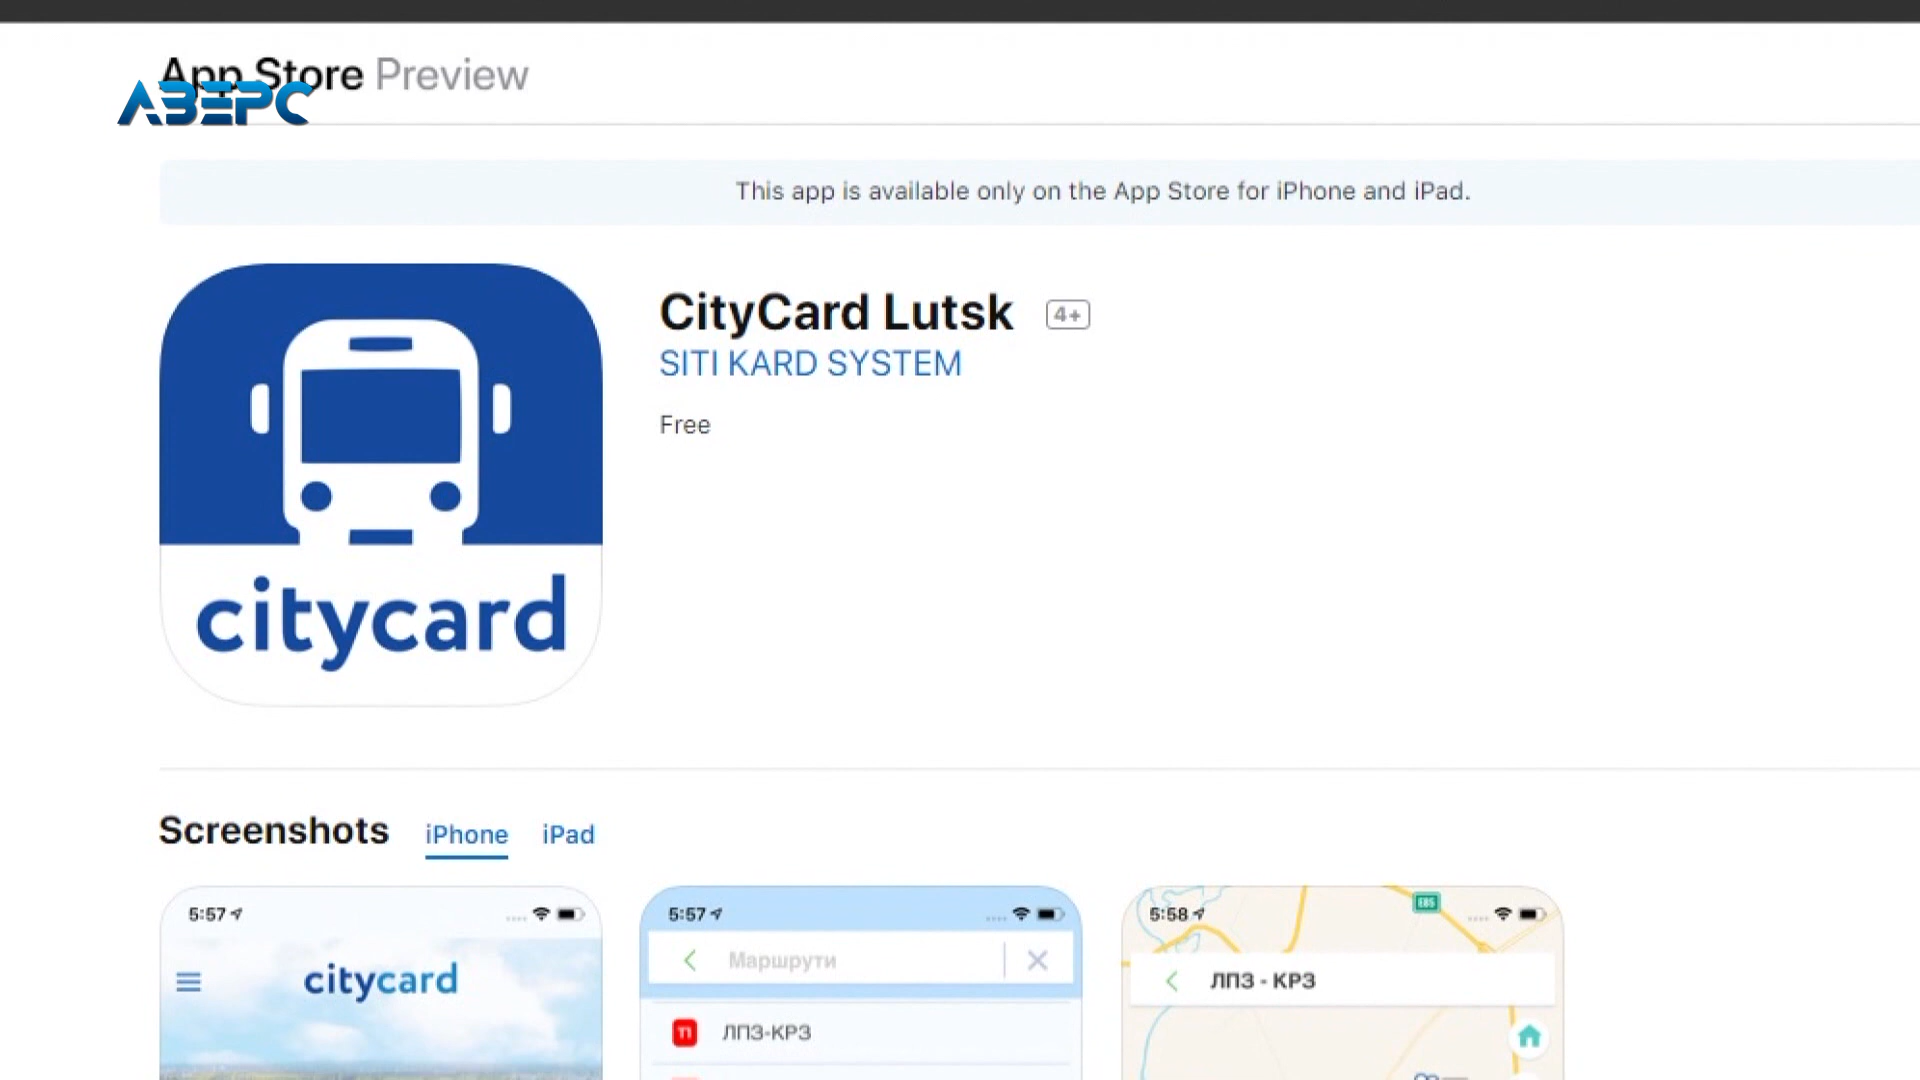 App Store Preview
АВЕРС
This app is available only on the App Store for iPhone and iPad.
CityCard Lutsk 4+
SITI KARD SYSTEM
Free
citycard
Screenshots iPhone iPad
5:57
citycard
5:57
Маршрути
T1 ЛПЗ-КРЗ
5:58
E85
ЛПЗ - КРЗ